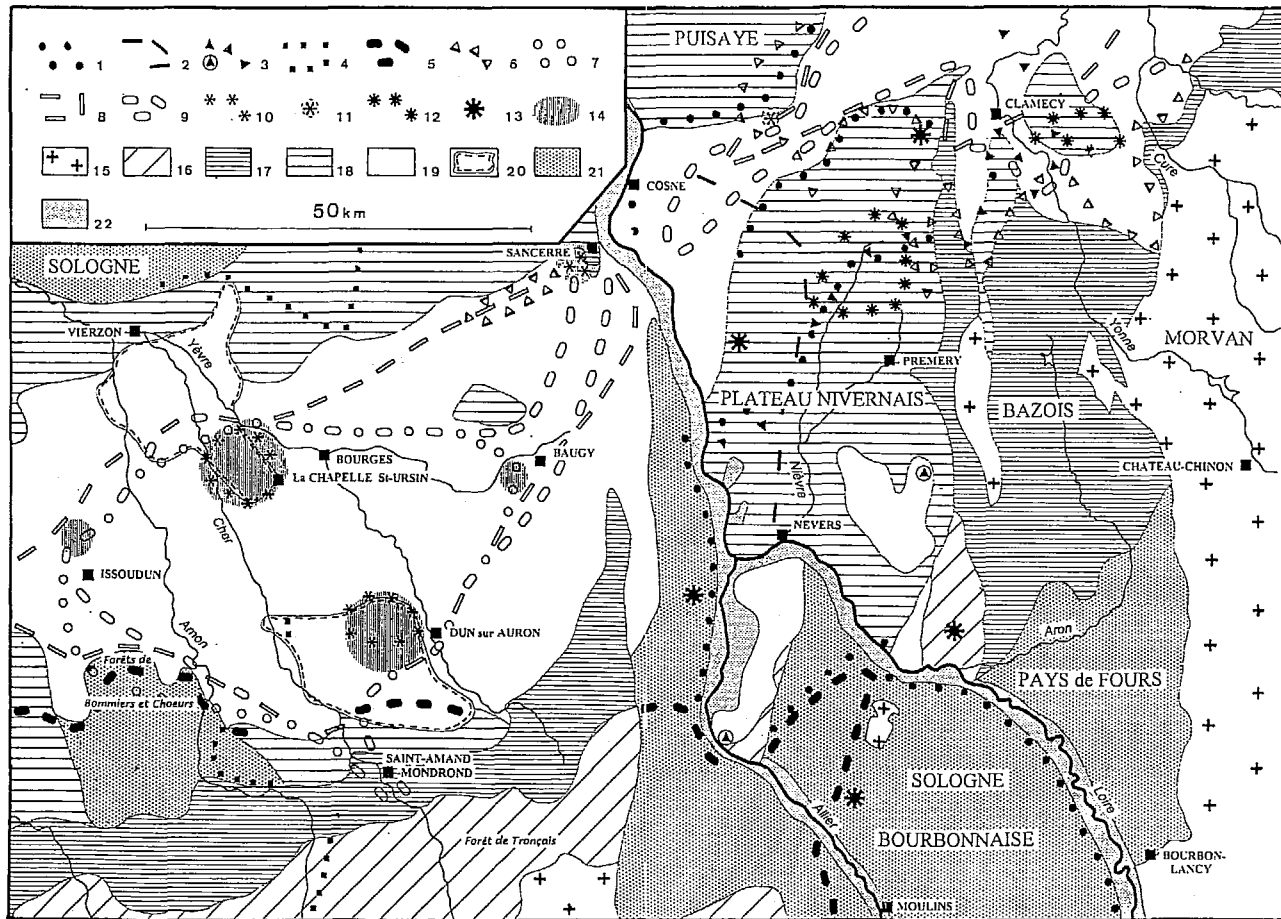 1 2 3 4 5 6 7
8 9 10 11 12 13 14
15 16 17 18 19 20 21
22 50 km
PUISAYE
CLAMECY
Cure
COSNE
SANCERRE
SOLOGNE
VIERZON
Yèvre
Yonne
MORVAN
PREMERY
PLATEAU NIVERNAIS
BAZOIS
BOURGES
BAUGY
La CHAPELLE St-URSIN
CHATEAU-CHINON
Nièvre
Cher
NEVERS
ISSOUDUN
Arnon
DUN sur AURON
Aron
Forêts de
Bommiers et Choeurs
PAYS de FOURS
SAINT-AMAND
MONDROND
SOLOGNE
Loire
Allier
Forêt de Tronçais
BOURBONNAISE
BOURBON-
LANCY
MOULINS